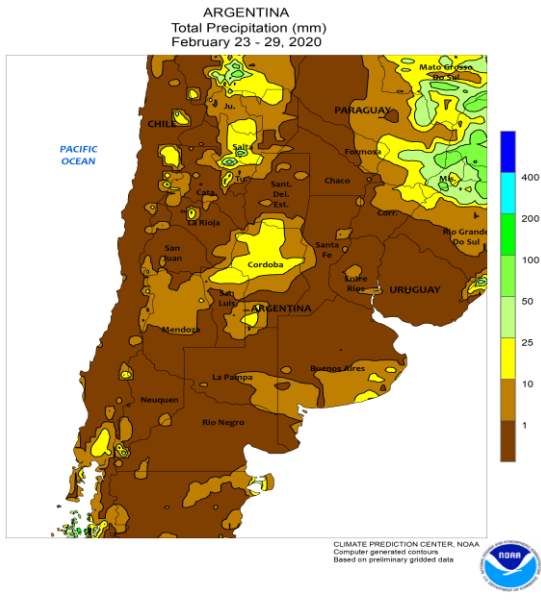 ARGENTINA
Total Precipitation (mm)
February 23 - 29, 2020
Mato Grosso
Do Sul
Ju.
PARAGUAY
CHILE
PACIFIC
OCEAN
Salta
Formosa
Tu.
Chaco
Mis.
Sant.
Del.
Est.
Cata.
Corr.
La Rioja
Rio Grande
Do Sul
San
Juan
Santa
Fe
Cordoba
Entre
Rios
URUGUAY
San
Luis
ARGENTINA
Mendoza
La Pampa
Buenos Aires
Neuquen
Rio Negro
400
200
100
50
25
10
1
CLIMATE PREDICTION CENTER, NOAA
Computer generated contours
Based on preliminary gridded data
NOAA